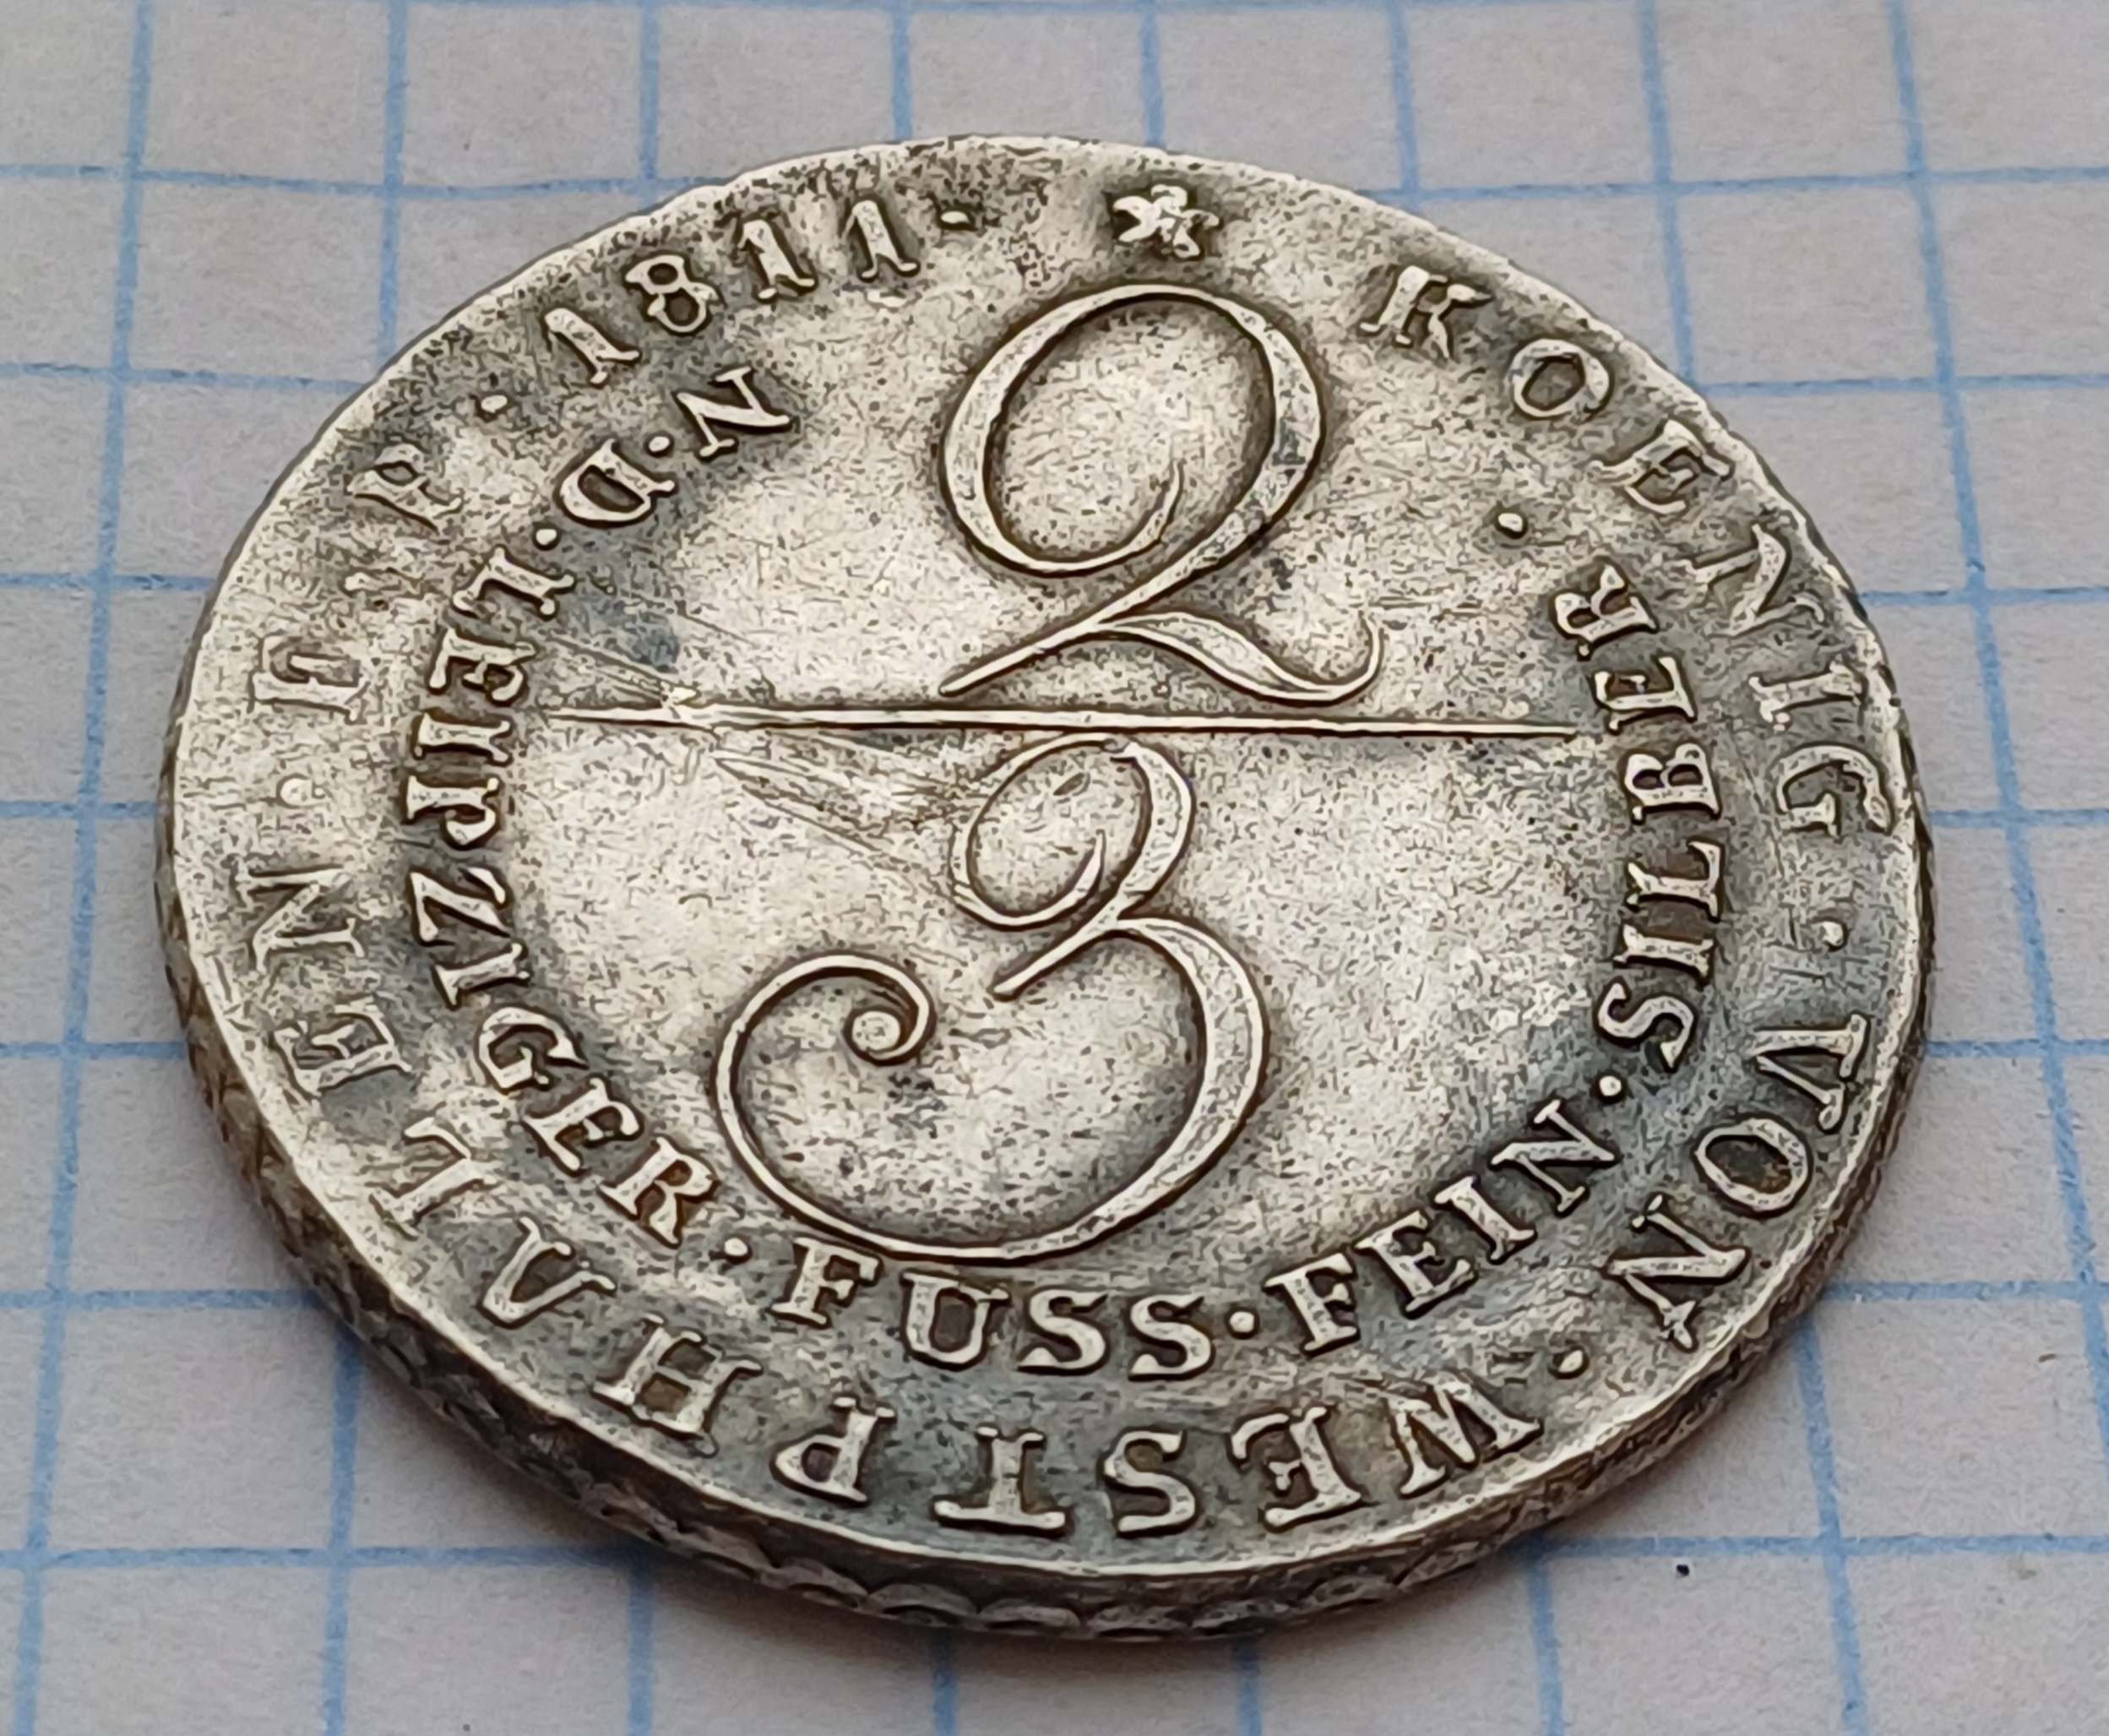 KOENIG · VON · WESTPHALEN · 1811 ·
N · D · LEIPZIGER · FUSS · FEIN · SILBER ·
2
3